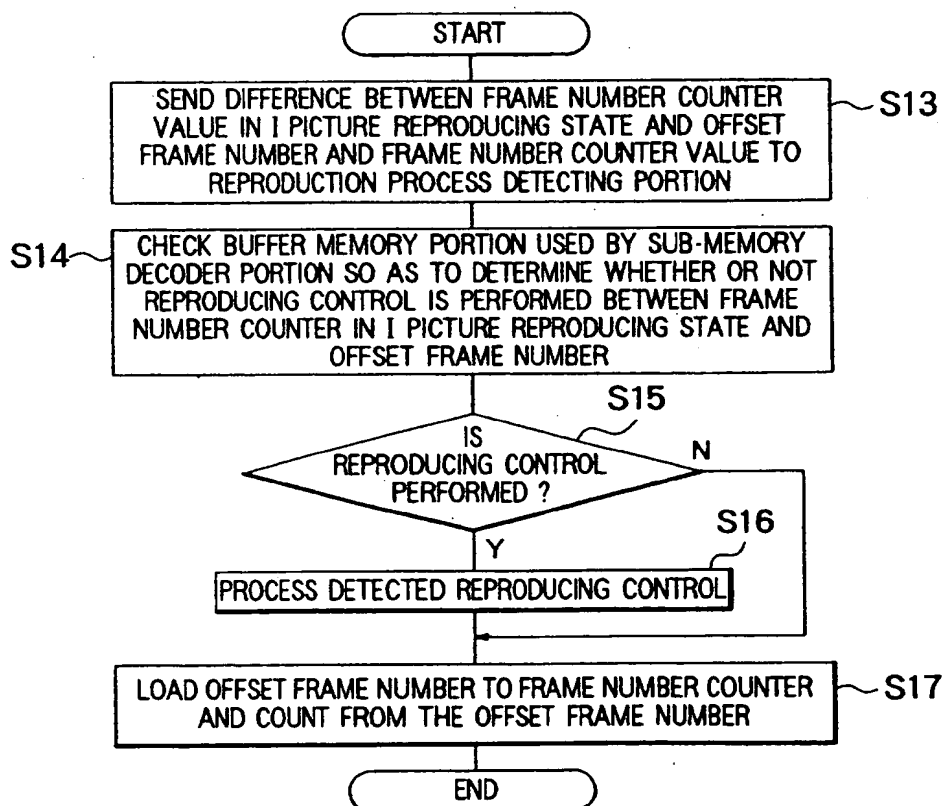 START
SEND DIFFERENCE BETWEEN FRAME NUMBER COUNTER
VALUE IN I PICTURE REPRODUCING STATE AND OFFSET
FRAME NUMBER AND FRAME NUMBER COUNTER VALUE TO
REPRODUCTION PROCESS DETECTING PORTION
S13
S14
CHECK BUFFER MEMORY PORTION USED BY SUB-MEMORY
DECODER PORTION SO AS TO DETERMINE WHETHER OR NOT
REPRODUCING CONTROL IS PERFORMED BETWEEN FRAME
NUMBER COUNTER IN I PICTURE REPRODUCING STATE AND
OFFSET FRAME NUMBER
S15
IS
REPRODUCING CONTROL
PERFORMED ?
N
Y
S16
PROCESS DETECTED REPRODUCING CONTROL
LOAD OFFSET FRAME NUMBER TO FRAME NUMBER COUNTER
AND COUNT FROM THE OFFSET FRAME NUMBER
S17
END